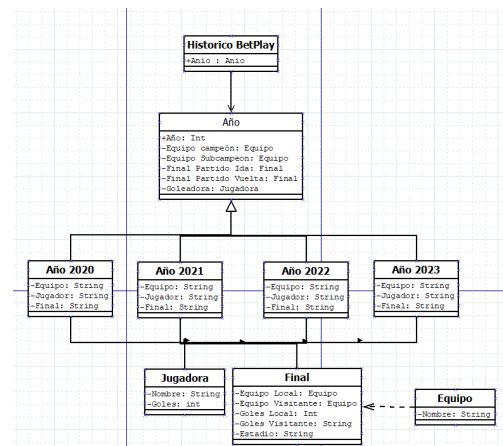 Historico BetPlay
+Anio : Anio
Año
+Año: Int
-Equipo campeón: Equipo
-Equipo Subcampeon: Equipo
-Final Partido Ida: Final
-Final Partido Vuelta: Final
-Goleadora: Jugadora
Año 2020
-Equipo: String
-Jugador: String
-Final: String
Año 2021
-Equipo: String
-Jugador: String
-Final: String
Año 2022
-Equipo: String
-Jugador: String
-Final: String
Año 2023
-Equipo: String
-Jugador: String
-Final: String
Jugadora
-Nombre: String
-Goles: int
Final
-Equipo Local: Equipo
-Equipo Visitante: Equipo
-Goles Local: Int
-Goles Visitante: String
-Estadio: String
Equipo
-Nombre: String